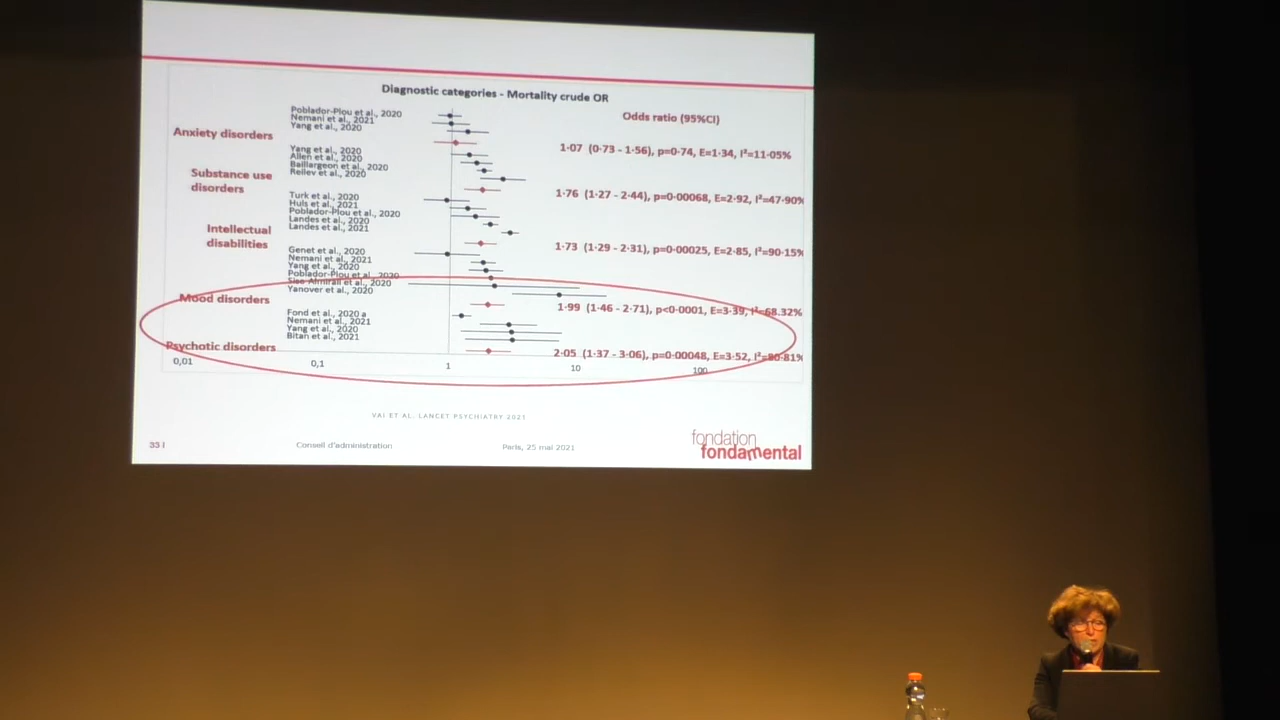 Diagnostic categories - Mortality crude OR
Odds ratio (95%CI)
Poblador-Plou et al., 2020
Nemani et al., 2021
Yang et al., 2020
Anxiety disorders
1·07 (0·73 - 1·56), p=0·74, E=1·34, I²=11·05%
Yang et al., 2020
Allen et al., 2020
Baillargeon et al., 2020
Reilev et al., 2020
Substance use
disorders
1·76 (1·27 - 2·44), p=0·00068, E=2·92, I²=47·90%
Turk et al., 2020
Huls et al., 2021
Poblador-Plou et al., 2020
Landes et al., 2020
Landes et al., 2021
Intellectual
disabilities
1·73 (1·29 - 2·31), p=0·00025, E=2·85, I²=90·15%
Genet et al., 2020
Nemani et al., 2021
Yang et al., 2020
Poblador-Plou et al., 2020
et al., 2020
Yanover et al., 2020
Mood disorders
1·99 (1·46 - 2·71), p<0·0001, E=3·39, I²=68.32%
Fond et al., 2020 a
Nemani et al., 2021
Yang et al., 2020
Bitan et al., 2021
Psychotic disorders
2·05 (1·37 - 3·06), p=0·00048, E=3·52, I²=80·81%
0,01 0,1 1 10 100
VAI ET AL. LANCET PSYCHIATRY 2021
33 I Conseil d'administration Paris, 25 mai 2021
fondation
fondamental